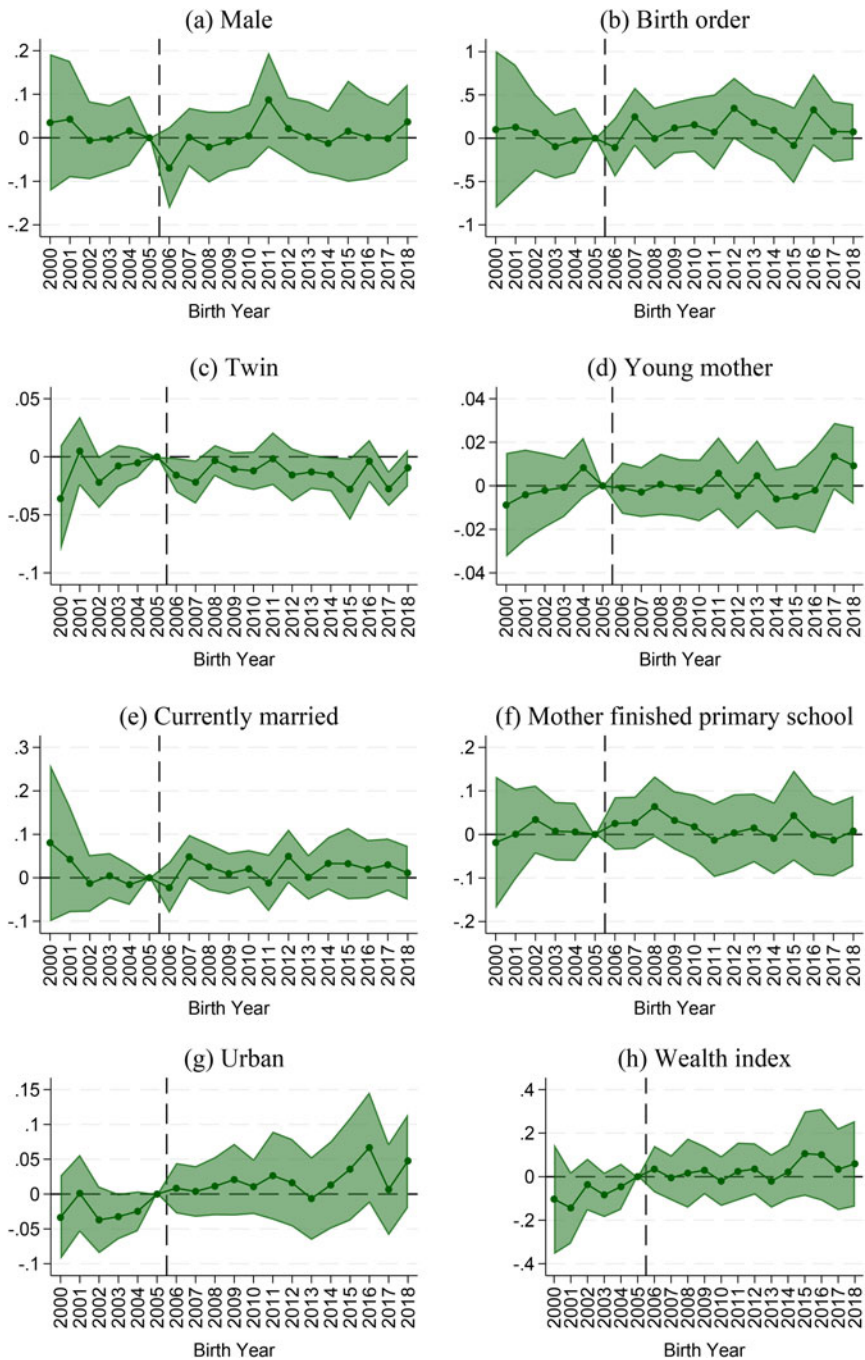 (a) Male
.2
.1
0
-.1
-.2
2000 2001 2002 2003 2004 2005 2006 2007 2008 2009 2010 2011 2012 2013 2014 2015 2016 2017 2018
Birth Year
(b) Birth order
1
.5
0
-.5
-1
2000 2001 2002 2003 2004 2005 2006 2007 2008 2009 2010 2011 2012 2013 2014 2015 2016 2017 2018
Birth Year
(c) Twin
.05
0
-.05
-.1
2000 2001 2002 2003 2004 2005 2006 2007 2008 2009 2010 2011 2012 2013 2014 2015 2016 2017 2018
Birth Year
(d) Young mother
.04
.02
0
-.02
-.04
2000 2001 2002 2003 2004 2005 2006 2007 2008 2009 2010 2011 2012 2013 2014 2015 2016 2017 2018
Birth Year
(e) Currently married
.3
.2
.1
0
-.1
2000 2001 2002 2003 2004 2005 2006 2007 2008 2009 2010 2011 2012 2013 2014 2015 2016 2017 2018
Birth Year
(f) Mother finished primary school
.2
.1
0
-.1
-.2
2000 2001 2002 2003 2004 2005 2006 2007 2008 2009 2010 2011 2012 2013 2014 2015 2016 2017 2018
Birth Year
(g) Urban
.15
.1
.05
0
-.05
-.1
2000 2001 2002 2003 2004 2005 2006 2007 2008 2009 2010 2011 2012 2013 2014 2015 2016 2017 2018
Birth Year
(h) Wealth index
.4
.2
0
-.2
-.4
2000 2001 2002 2003 2004 2005 2006 2007 2008 2009 2010 2011 2012 2013 2014 2015 2016 2017 2018
Birth Year